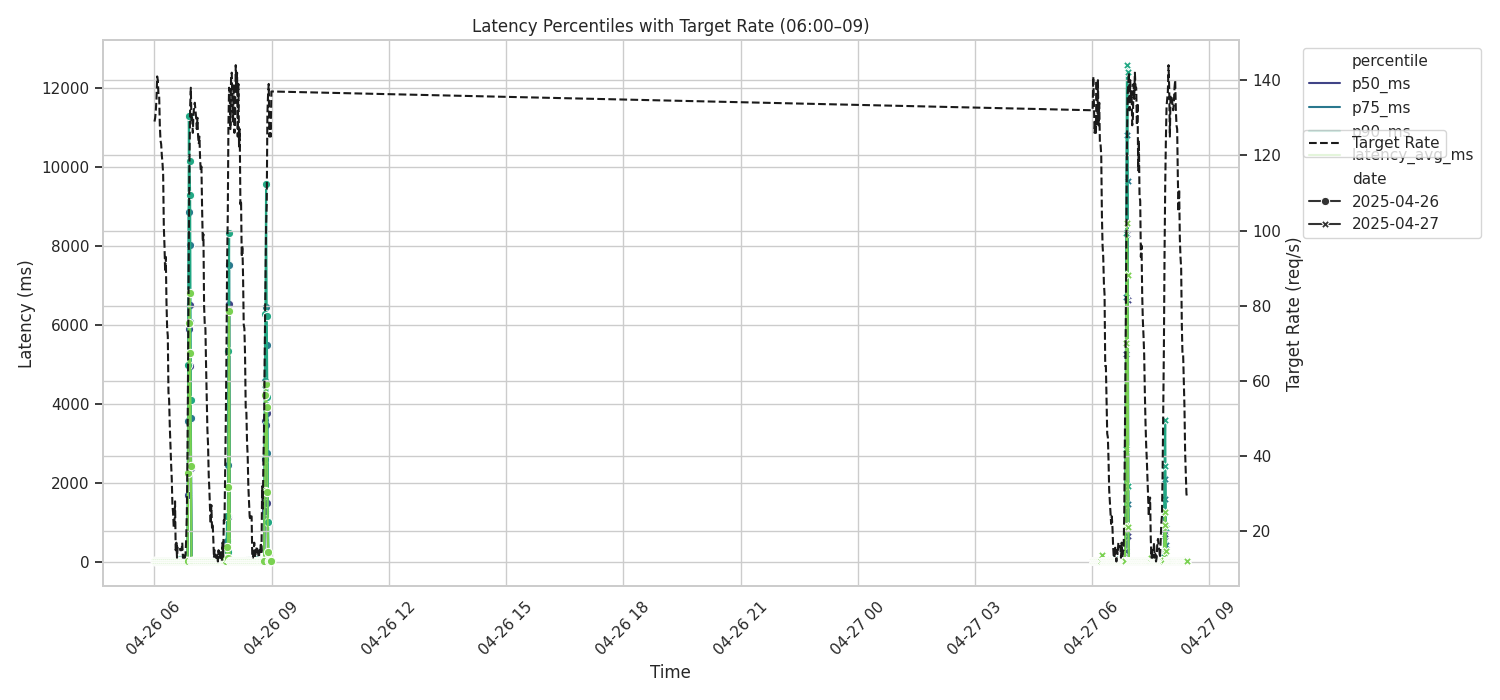 Latency Percentiles with Target Rate (06:00–09)
12000
10000
8000
6000
4000
2000
0
Latency (ms)
04-26 06
04-26 09
04-26 12
04-26 15
04-26 18
04-26 21
04-27 00
04-27 03
04-27 06
04-27 09
Time
140
120
100
80
60
40
20
Target Rate (req/s)
percentile
p50_ms
p75_ms
p90_ms
Target Rate
latency_avg_ms
date
2025-04-26
2025-04-27